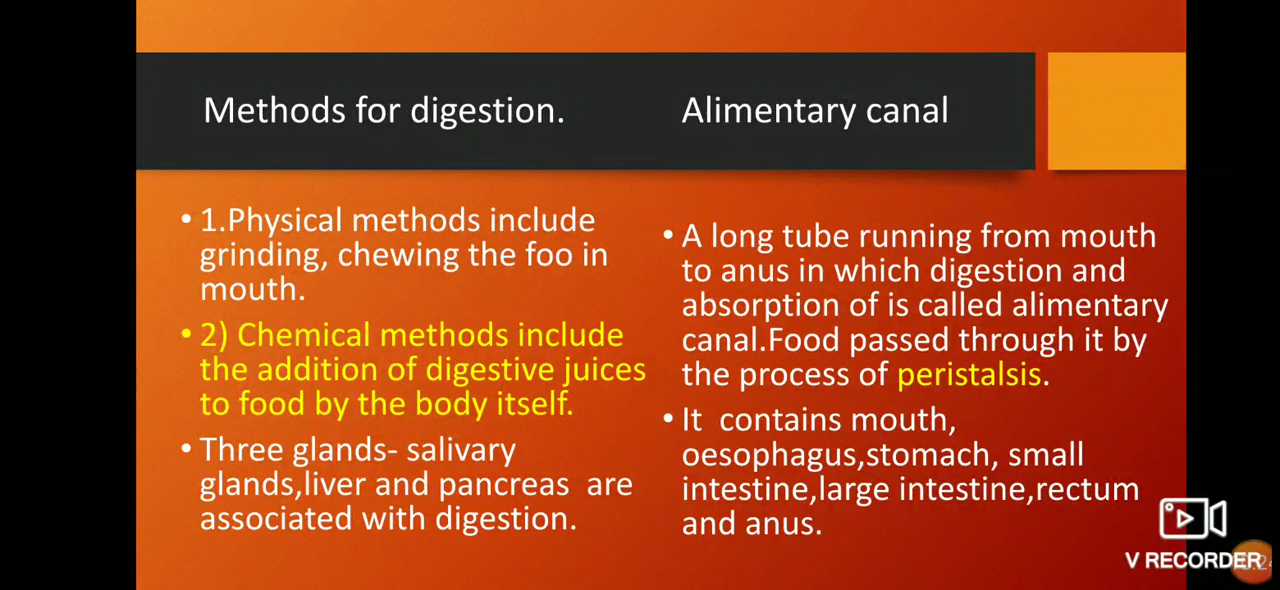 Methods for digestion.
Alimentary canal
• 1.Physical methods include
grinding, chewing the foo in
mouth.
• 2) Chemical methods include
the addition of digestive juices
to food by the body itself.
• Three glands- salivary
glands,liver and pancreas are
associated with digestion.
• A long tube running from mouth
to anus in which digestion and
absorption of is called alimentary
canal.Food passed through it by
the process of peristalsis.
• It contains mouth,
oesophagus,stomach, small
intestine,large intestine,rectum
and anus.
V RECORDER